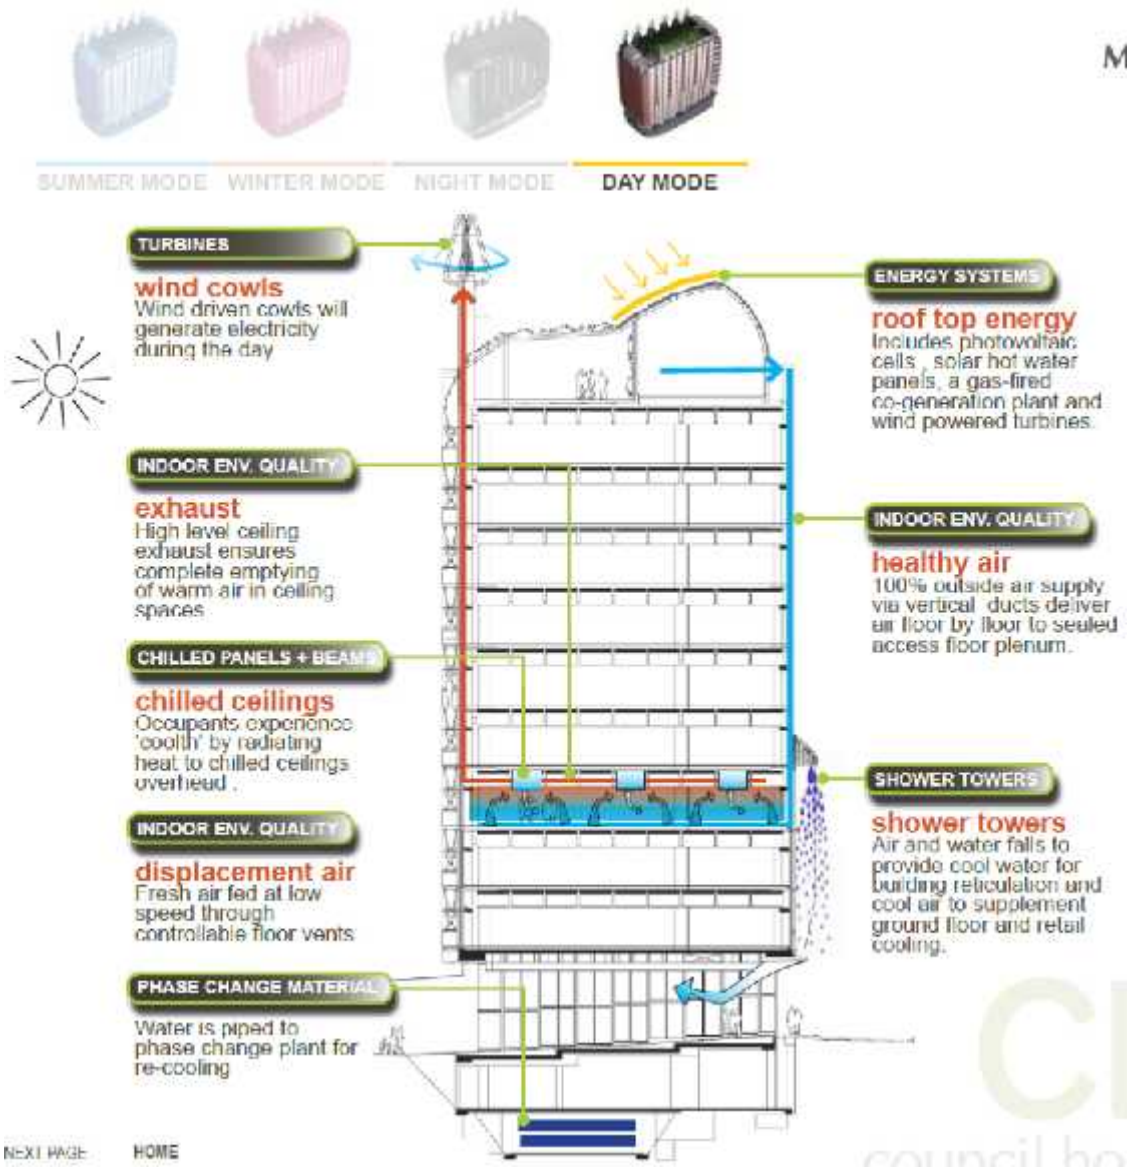 M
SUMMER MODE
WINTER MODE
NIGHT MODE
DAY MODE
TURBINES
wind cowls
Wind driven cowls will
generate electricity
during the day
INDOOR ENV. QUALITY
exhaust
High level ceiling
exhaust ensures
complete emptying
of warm air in ceiling
spaces
CHILLED PANELS + BEAMS
chilled ceilings
Occupants experience
'coolth' by radiating
heat to chilled ceilings
overhead .
INDOOR ENV. QUALITY
displacement air
Fresh air fed at low
speed through
controllable floor vents
PHASE CHANGE MATERIAL
Water is piped to
phase change plant for
re-cooling
ENERGY SYSTEMS
roof top energy
Includes photovoltaic
cells , solar hot water
panels, a gas-fired
co-generation plant and
wind powered turbines.
INDOOR ENV. QUALITY
healthy air
100% outside air supply
via vertical ducts deliver
air floor by floor to sealed
access floor plenum.
SHOWER TOWERS
shower towers
Air and water falls to
provide cool water for
building reticulation and
cool air to supplement
ground floor and retail
cooling.
NEXT PAGE
HOME
council ho